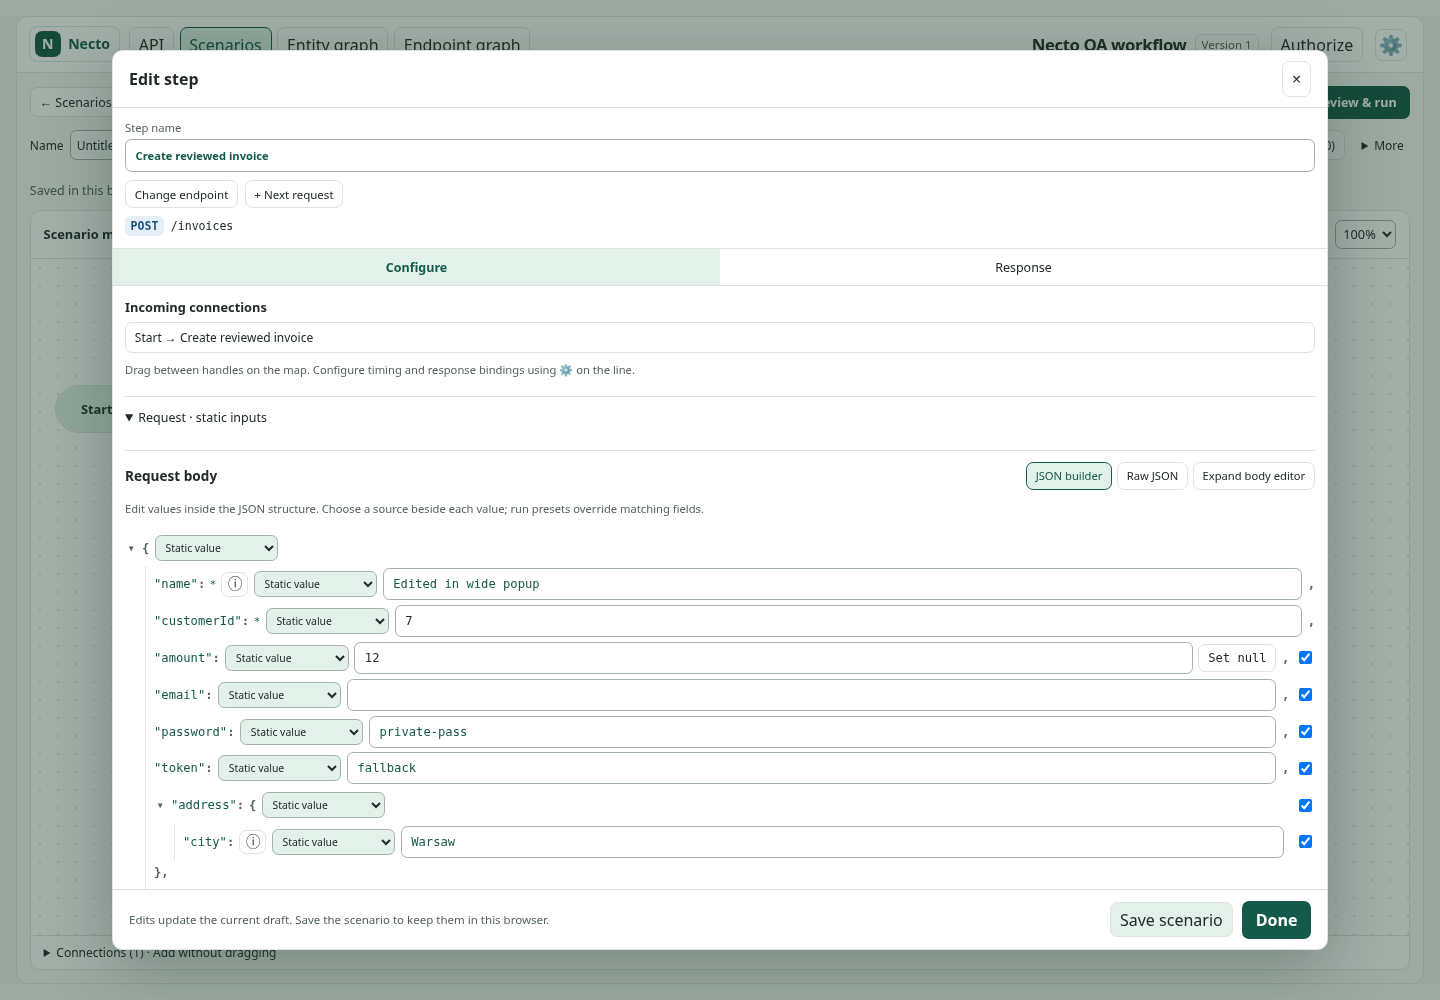 N Necto API Scenarios Entity graph Endpoint graph Necto QA workflow Version 1 Authorize
Edit step ×
← Scenarios view & run
Name Untitle 0) ▶ More
Saved in this b
Scenario m 100%
Start
Step name
Create reviewed invoice
Change endpoint + Next request
POST /invoices
Configure Response
Incoming connections
Start → Create reviewed invoice
Drag between handles on the map. Configure timing and response bindings using ⚙️ on the line.
▼ Request · static inputs
Request body JSON builder Raw JSON Expand body editor
Edit values inside the JSON structure. Choose a source beside each value; run presets override matching fields.
▾ { Static value
"name": * ⓘ Static value Edited in wide popup ,
"customerId": * Static value 7 ,
"amount": Static value 12 Set null ,
"email": Static value ,
"password": Static value private-pass ,
"token": Static value fallback ,
▾ "address": { Static value
"city": ⓘ Static value Warsaw
},
Edits update the current draft. Save the scenario to keep them in this browser. Save scenario Done
▶ Connections (1) · Add without dragging